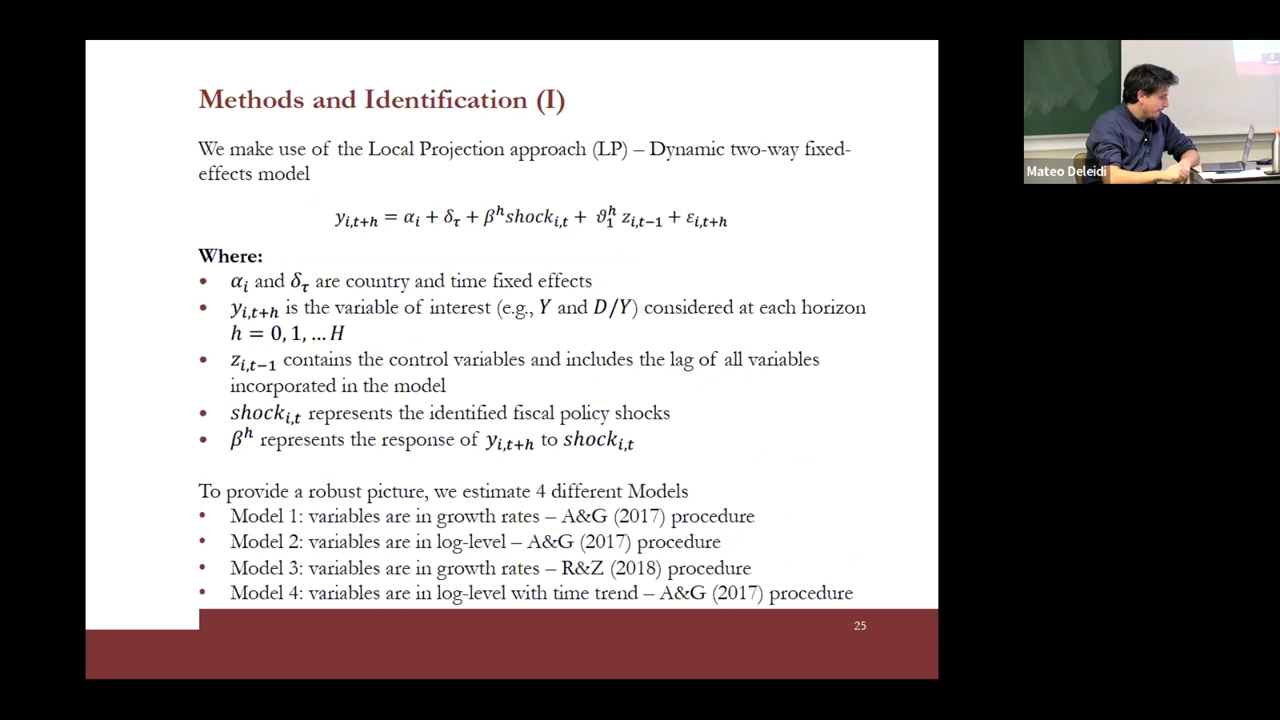 Methods and Identification (I)
We make use of the Local Projection approach (LP) – Dynamic two-way fixed-
effects model
y_{i,t+h} = α_i + δ_τ + β^h shock_{i,t} + ϑ_1^h z_{i,t−1} + ε_{i,t+h}
Where:
• α_i and δ_τ are country and time fixed effects
• y_{i,t+h} is the variable of interest (e.g., Y and D/Y) considered at each horizon
h = 0, 1, … H
• z_{i,t−1} contains the control variables and includes the lag of all variables
incorporated in the model
• shock_{i,t} represents the identified fiscal policy shocks
• β^h represents the response of y_{i,t+h} to shock_{i,t}
To provide a robust picture, we estimate 4 different Models
• Model 1: variables are in growth rates – A&G (2017) procedure
• Model 2: variables are in log-level – A&G (2017) procedure
• Model 3: variables are in growth rates – R&Z (2018) procedure
• Model 4: variables are in log-level with time trend – A&G (2017) procedure
25
Mateo Deleidi